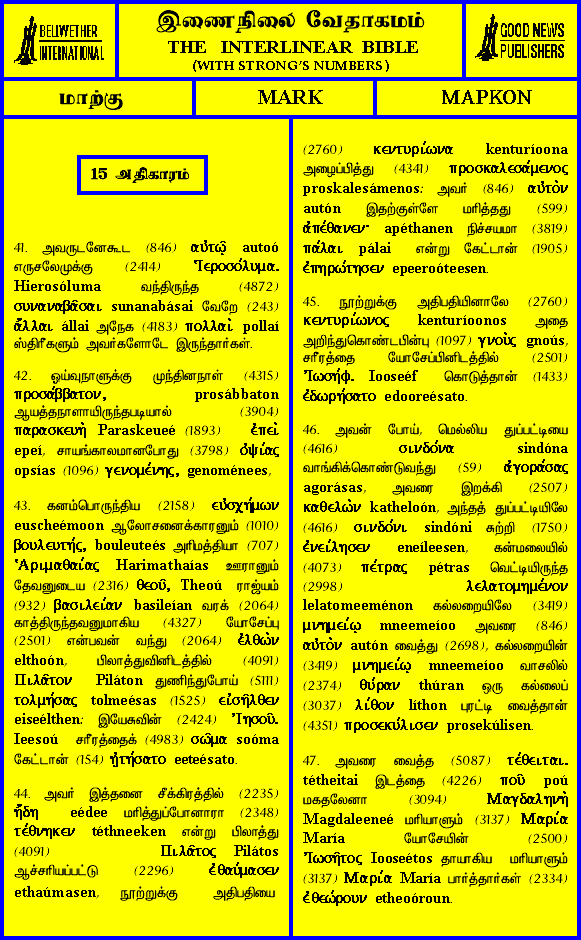 BELLWETHER
INTERNATIONAL
இணைநிலை வேதாகமம்
THE INTERLINEAR BIBLE
(WITH STRONG'S NUMBERS)
GOOD NEWS
PUBLISHERS
மாற்கு
MARK
ΜΑΡΚΟΝ
15 அதிகாரம்
41. அவருடனேகூட (846) αὐτῷ autoó
எருசலேமுக்கு (2414) Ἱεροσόλυμα.
Hierosóluma வந்திருந்த (4872)
συναναβᾶσαι sunanabásai வேறே (243)
ἄλλαι állai அநேக (4183) πολλαὶ pollaí
ஸ்திரீகளும் அவர்களோடே இருந்தார்கள்.
42. ஓய்வுநாளுக்கு முந்தினநாள் (4315)
προσάββατον, prosábbaton
ஆயத்தநாளாயிருந்தபடியால் (3904)
παρασκευὴ Paraskeueé (1893) ἐπεὶ
epeí, சாயங்காலமானபோது (3798) ὀψίας
opsías (1096) γενομένης, genoménees,
43. கனம்பொருந்திய (2158) εὐσχήμων
euscheémoon ஆலோசனைக்காரனும் (1010)
βουλευτής, bouleuteés அரிமத்தியா (707)
Ἁριμαθαίας Harimathaías ஊரானும்
தேவனுடைய (2316) θεοῦ, Theoú ராஜ்யம்
(932) βασιλείαν basileían வரக் (2064)
காத்திருந்தவனுமாகிய (4327) யோசேப்பு
(2501) என்பவன் வந்து (2064) ἐλθὼν
elthoón, பிலாத்துவினிடத்தில் (4091)
Πιλᾶτον Piláton துணிந்துபோய் (5111)
τολμήσας tolmeésas (1525) εἰσῆλθεν
eiseélthen: இயேசுவின் (2424) Ἰησοῦ.
Ieesoú சரீரத்தைக் (4983) σῶμα soóma
கேட்டான் (154) ᾐτήσατο eeteésato.
44. அவர் இத்தனை சீக்கிரத்தில் (2235)
ἤδη eédee மரித்துப்போனாரா (2348)
τέθνηκεν téthneeken என்று பிலாத்து
(4091) Πιλᾶτος Pilátos
ஆச்சரியப்பட்டு (2296) ἐθαύμασεν
ethaúmasen, நூற்றுக்கு அதிபதியை
(2760) κεντυρίωνα kenturíoona
அழைப்பித்து (4341) προσκαλεσάμενος
proskalesámenos: அவர் (846) αὐτὸν
autón இதற்குள்ளே மரித்தது (599)
ἀπέθανεν· apéthanen நிச்சயமா (3819)
πάλαι pálai என்று கேட்டான் (1905)
ἐπηρώτησεν epeeroóteesen.
45. நூற்றுக்கு அதிபதியினாலே (2760)
κεντυρίωνος kenturíoonos அதை
அறிந்துகொண்டபின்பு (1097) γνοὺς gnoús,
சரீரத்தை யோசேப்பினிடத்தில் (2501)
Ἰωσήφ. Iooseéf கொடுத்தான் (1433)
ἐδωρήσατο edooreésato.
46. அவன் போய், மெல்லிய துப்பட்டியை
(4616) σινδόνα sindóna
வாங்கிக்கொண்டுவந்து (59) ἀγοράσας
agorásas, அவரை இறக்கி (2507)
καθελὼν katheloón, அந்தத் துப்பட்டியிலே
(4616) σινδόνι sindóni சுற்றி (1750)
ἐνείλησεν eneíleesen, கன்மலையில்
(4073) πέτρας pétras வெட்டியிருந்த
(2998) λελατομημένον
lelatomeeménon கல்லறையிலே (3419)
μνημείῳ mneemeíoo அவரை (846)
αὐτὸν autón வைத்து (2698), கல்லறையின்
(3419) μνημείῳ mneemeíoo வாசலில்
(2374) θύραν thúran ஒரு கல்லைப்
(3037) λίθον líthon புரட்டி வைத்தான்
(4351) προσεκύλισεν prosekúlisen.
47. அவரை வைத்த (5087) τέθειται.
tétheitai இடத்தை (4226) ποῦ poú
மகதலேனா (3094) Μαγδαληνὴ
Magdaleeneé மரியாளும் (3137) Μαρία
María யோசேயின் (2500)
Ἰωσῆτος Iooseétos தாயாகிய மரியாளும்
(3137) Μαρία María பார்த்தார்கள் (2334)
ἐθεώρουν etheoóroun.